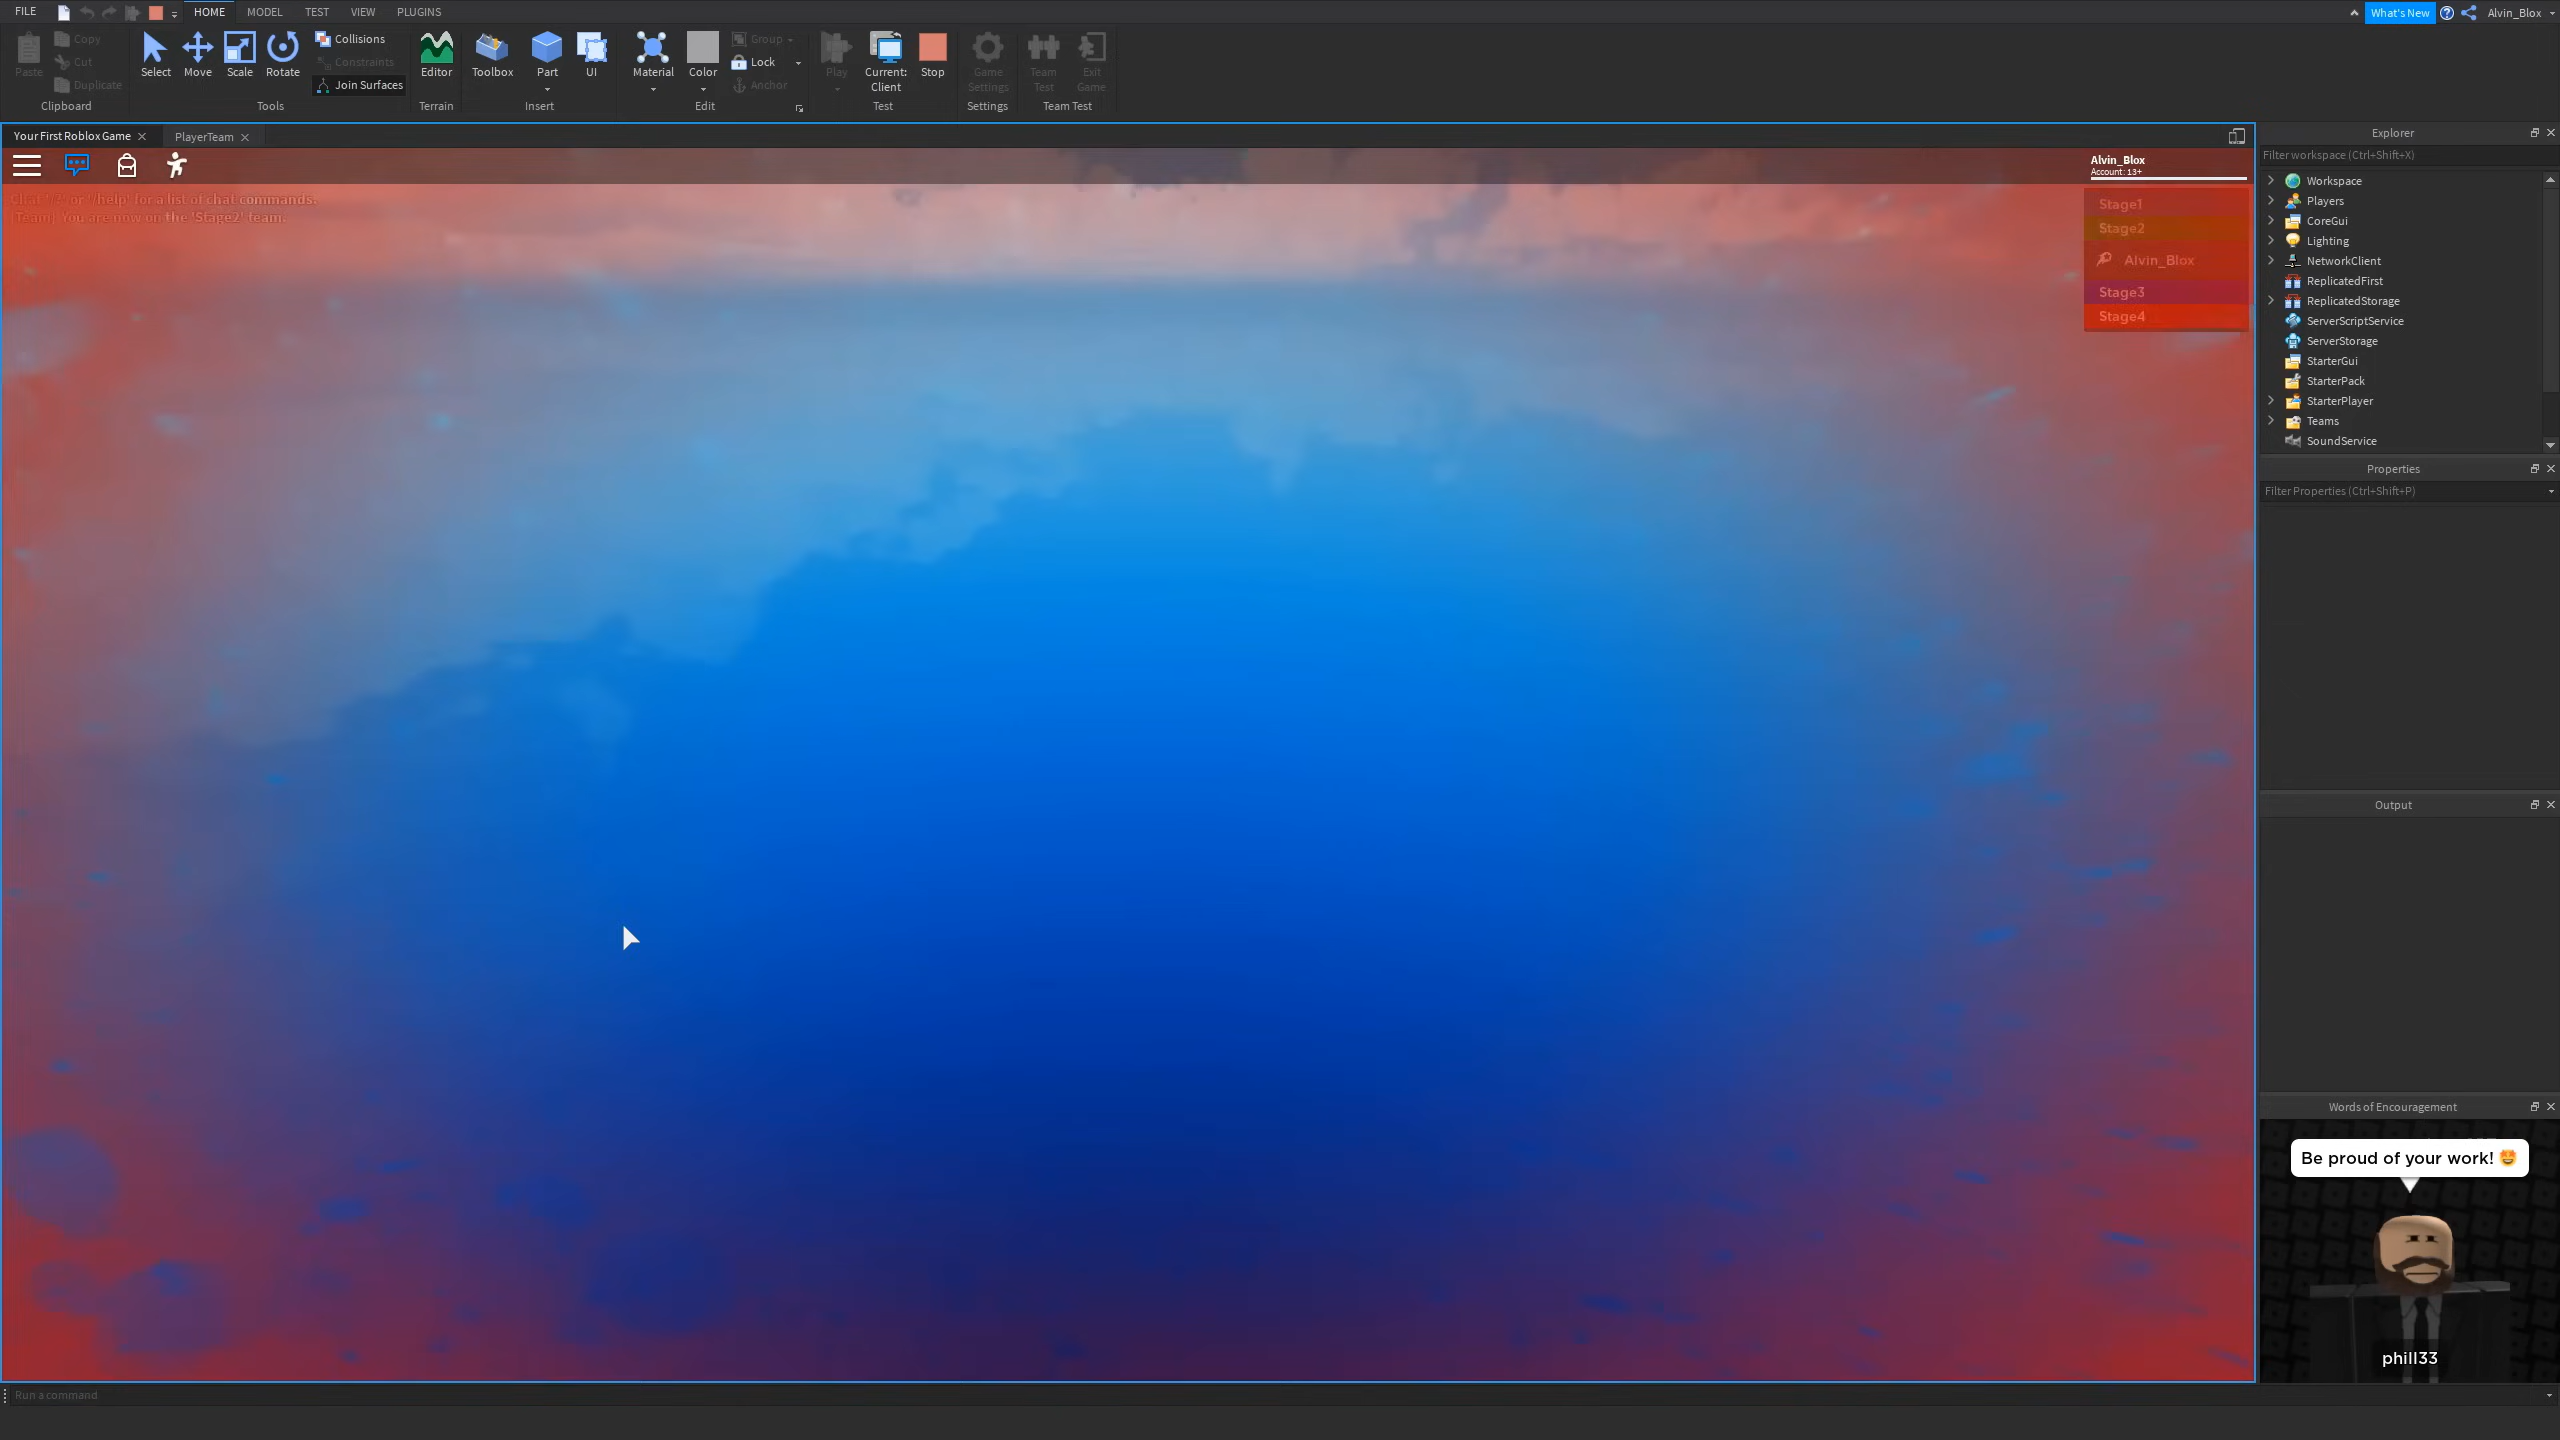 FILE
HOME
MODEL
TEST
VIEW
PLUGINS
What's New
Alvin_Blox
Paste
Copy
Cut
Duplicate
Clipboard
Select
Move
Scale
Rotate
Collisions
Constraints
Join Surfaces
Tools
Editor
Terrain
Toolbox
Part
UI
Insert
Material
Color
Group
Lock
Anchor
Edit
Play
Current:
Client
Stop
Test
Game
Settings
Settings
Team
Test
Exit
Game
Team Test
Your First Roblox Game
PlayerTeam
Alvin_Blox
Account: 13+
Chat '/?' or '/help' for a list of chat commands.
[Team] You are now on the 'Stage2' team.
Stage1
Stage2
Alvin_Blox
Stage3
Stage4
Explorer
Filter workspace (Ctrl+Shift+X)
Workspace
Players
CoreGui
Lighting
NetworkClient
ReplicatedFirst
ReplicatedStorage
ServerScriptService
ServerStorage
StarterGui
StarterPack
StarterPlayer
Teams
SoundService
Properties
Filter Properties (Ctrl+Shift+P)
Output
Words of Encouragement
Be proud of your work! 🤩
phill33
Run a command